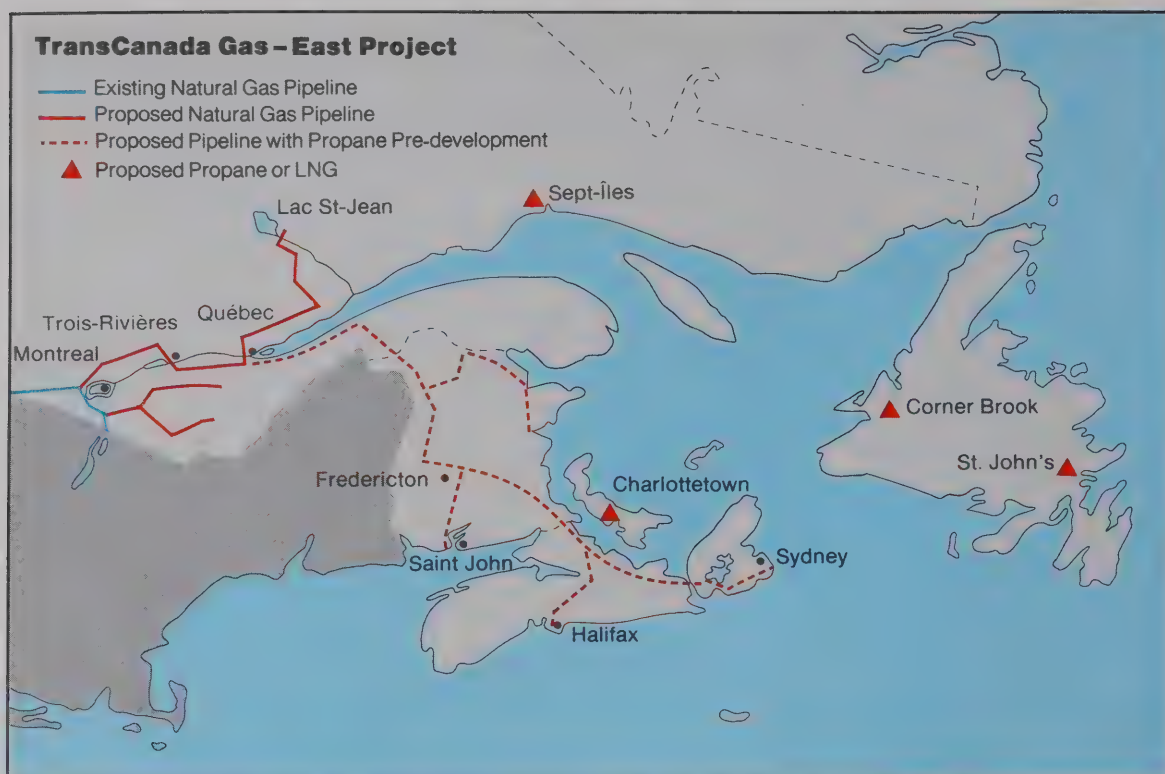 TransCanada Gas – East Project
Existing Natural Gas Pipeline
Proposed Natural Gas Pipeline
Proposed Pipeline with Propane Pre-development
Proposed Propane or LNG
Sept-Îles
Lac St-Jean
Québec
Trois-Rivières
Montreal
Corner Brook
St. John's
Fredericton
Charlottetown
Saint John
Sydney
Halifax